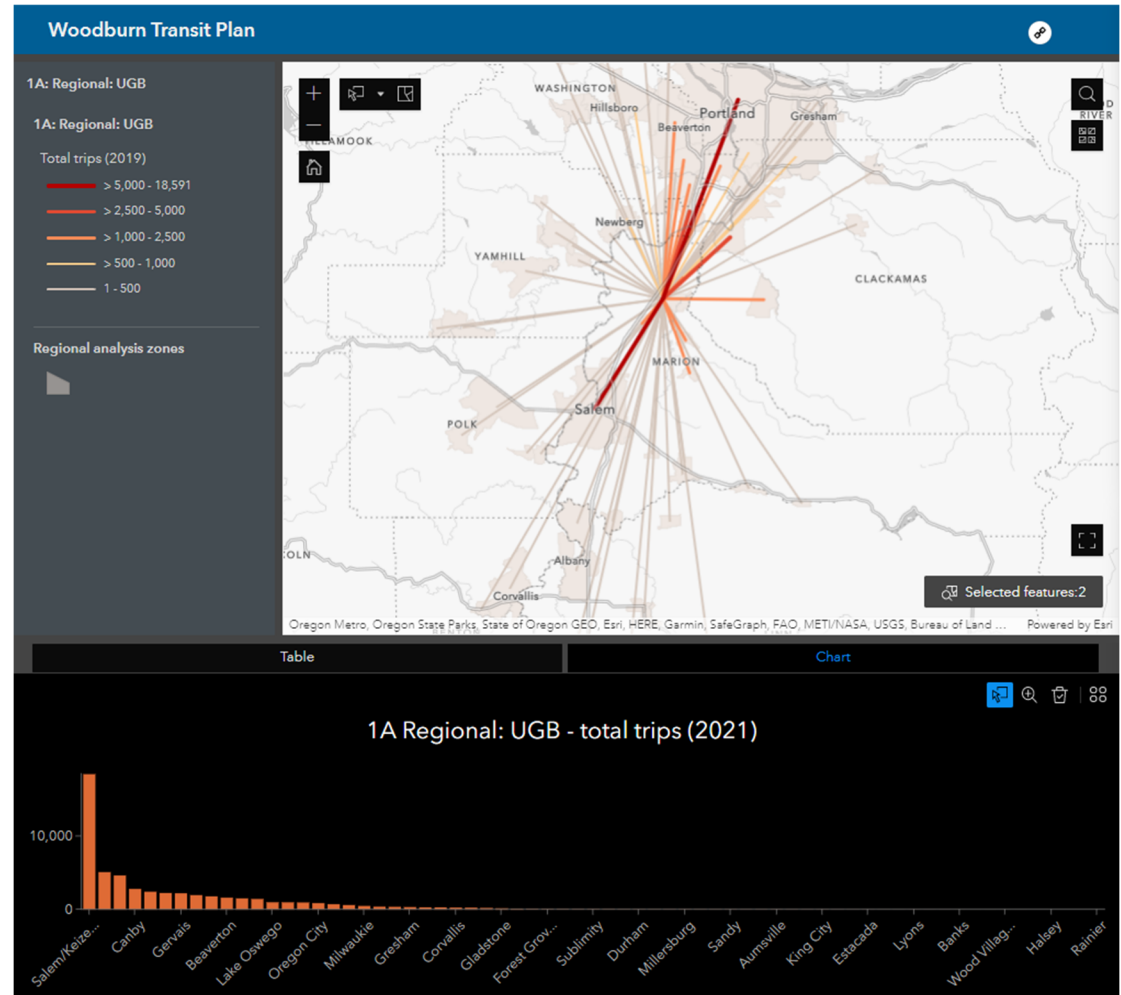 Woodburn Transit Plan
1A: Regional: UGB
1A: Regional: UGB
Total trips (2019)
> 5,000 - 18,591
> 2,500 - 5,000
> 1,000 - 2,500
> 500 - 1,000
1 - 500
Regional analysis zones
WASHINGTON
Hillsboro
Portland
Beaverton
Gresham
RIVER
Newberg
YAMHILL
CLACKAMAS
MARION
Salem
POLK
Albany
Corvallis
Selected features:2
Oregon Metro, Oregon State Parks, State of Oregon GEO, Esri, HERE, Garmin, SafeGraph, FAO, METI/NASA, USGS, Bureau of Land ...
Powered by Esri
Table
Chart
1A Regional: UGB - total trips (2021)
10,000
0
Salem/Keize...
Canby
Gervais
Beaverton
Lake Oswego
Oregon City
Milwaukie
Gresham
Corvallis
Gladstone
Forest Grov...
Sublimity
Durham
Millersburg
Sandy
Aumsville
King City
Estacada
Lyons
Banks
Wood Villag...
Halsey
Rainier